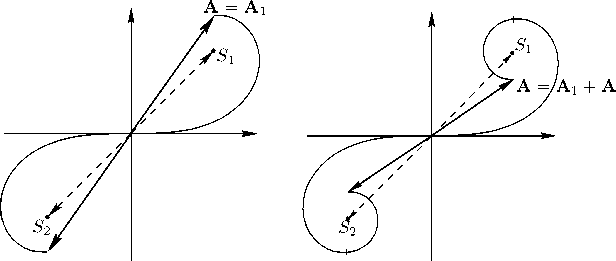 A = A₁
S₁
S₂
S₁
A = A₁ + A
S₂